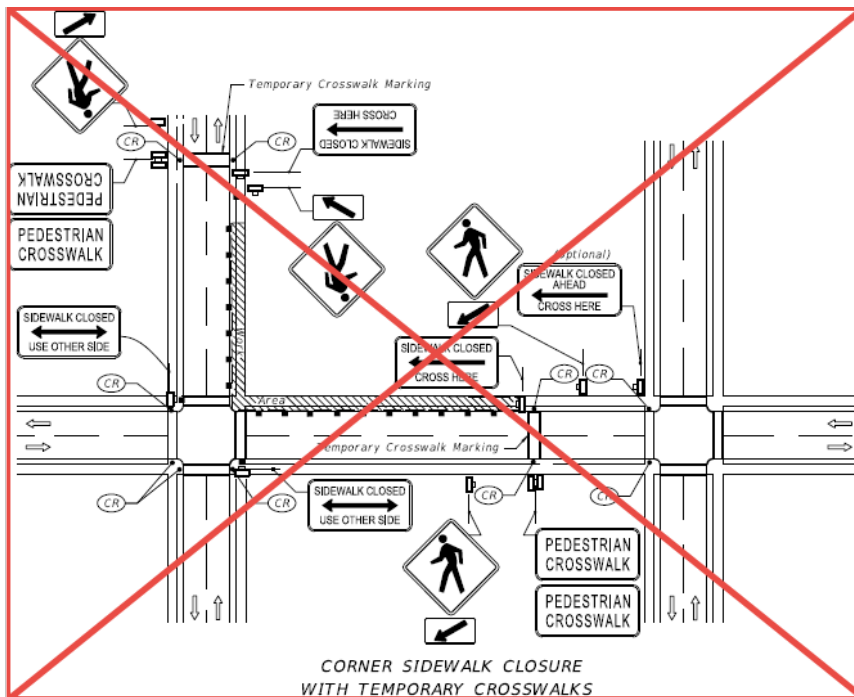 Temporary Crosswalk Marking
CR
CR
CROSS HERE
SIDEWALK CLOSED
PEDESTRIAN
CROSSWALK
PEDESTRIAN
CROSSWALK
(optional)
SIDEWALK CLOSED
AHEAD
CROSS HERE
SIDEWALK CLOSED
USE OTHER SIDE
Work
SIDEWALK CLOSED
CROSS HERE
CR
CR
CR
Area
Temporary Crosswalk Marking
CR
CR
CR
CR
SIDEWALK CLOSED
USE OTHER SIDE
PEDESTRIAN
CROSSWALK
PEDESTRIAN
CROSSWALK
CORNER SIDEWALK CLOSURE
WITH TEMPORARY CROSSWALKS